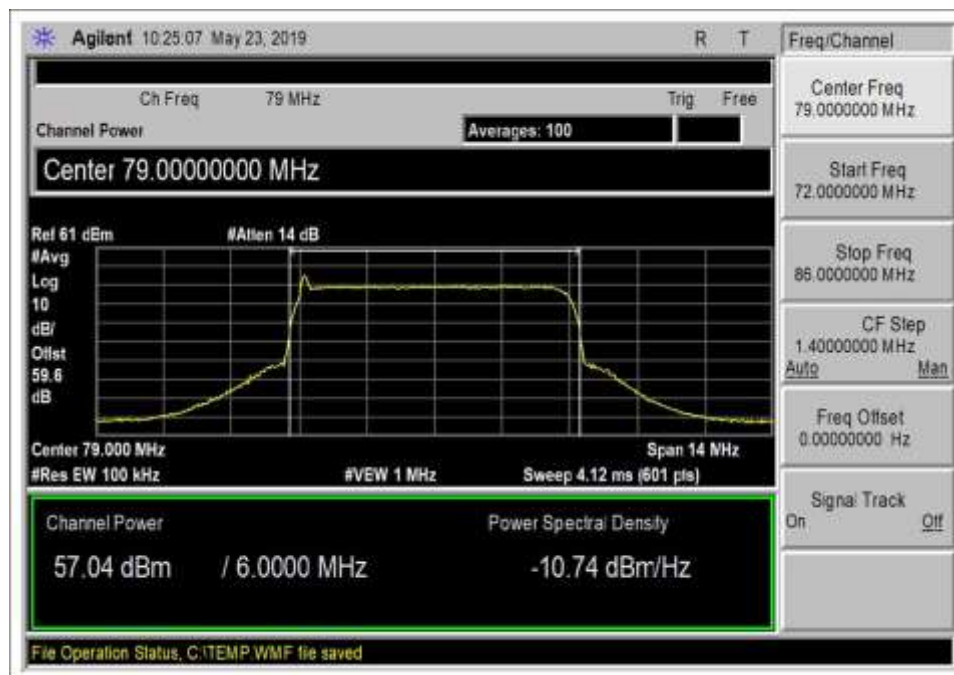 Agilent 10:25:07 May 23, 2019 R T
Ch Freq 79 MHz Trig Free
Channel Power
Averages: 100
Center 79.00000000 MHz
Ref 61 dBm #Atten 14 dB
#Avg
Log
10
dB/
Offst
59.6
dB
Center 79.000 MHz Span 14 MHz
#Res BW 100 kHz #VBW 1 MHz Sweep 4.12 ms (601 pts)
Channel Power Power Spectral Density
57.04 dBm / 6.0000 MHz -10.74 dBm/Hz
File Operation Status, C:\TEMP.WMF file saved
Freq/Channel
Center Freq
79.0000000 MHz
Start Freq
72.0000000 MHz
Stop Freq
86.0000000 MHz
CF Step
1.40000000 MHz
Auto Man
Freq Offset
0.00000000 Hz
Signal Track
On Off